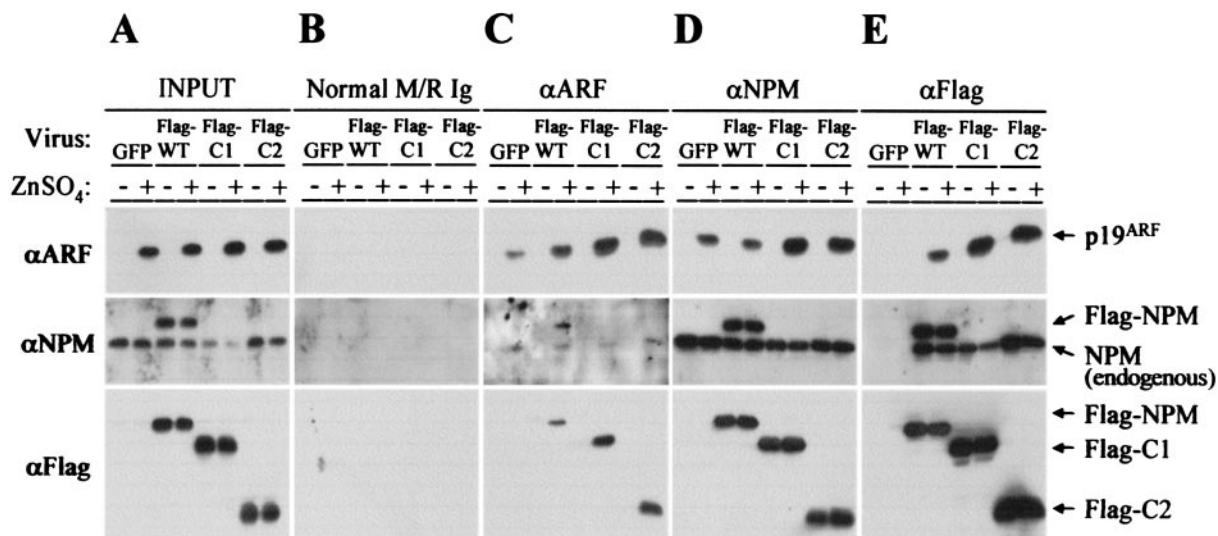 A B C D E
INPUT Normal M/R Ig αARF αNPM αFlag
Virus: GFP Flag-WT Flag-C1 Flag-C2 GFP Flag-WT Flag-C1 Flag-C2 GFP Flag-WT Flag-C1 Flag-C2 GFP Flag-WT Flag-C1 Flag-C2 GFP Flag-WT Flag-C1 Flag-C2
ZnSO4: - + - + - + - + - + - + - + - + - + - + - + - + - + - + - + - + - + - + - + - +
αARF p19ARF
αNPM Flag-NPM
NPM
(endogenous)
αFlag Flag-NPM
Flag-C1
Flag-C2